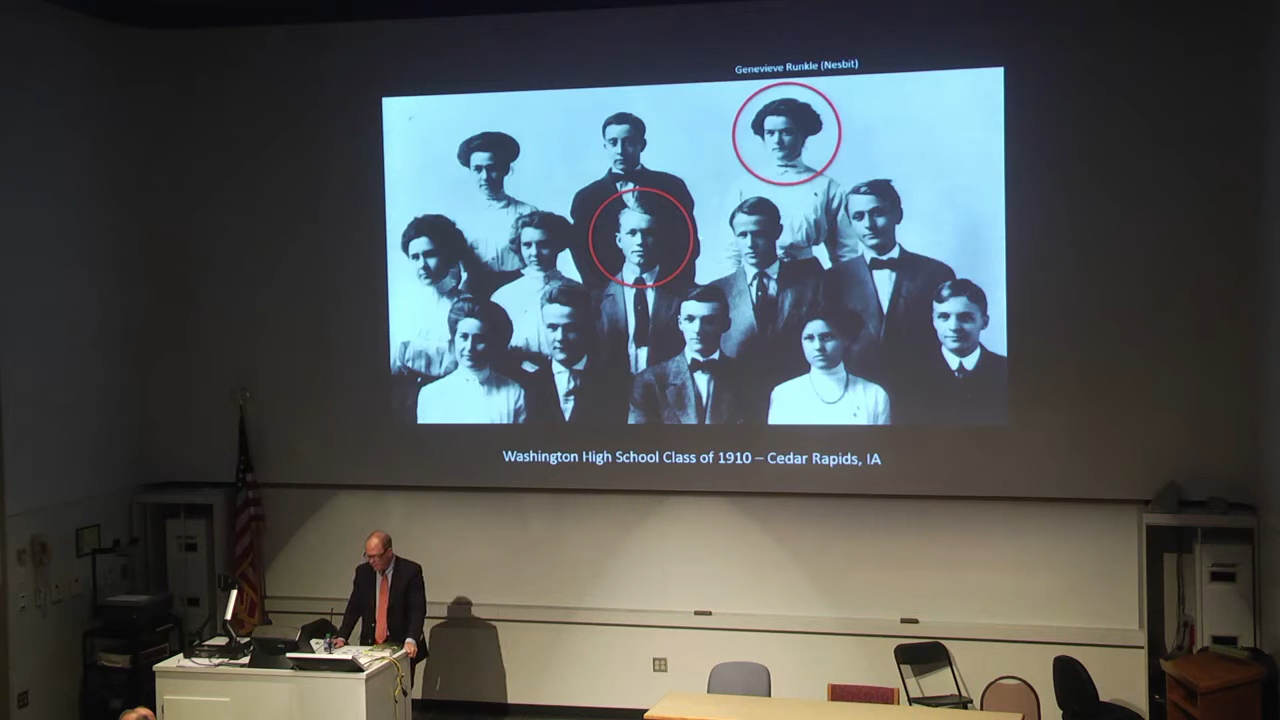 Genevieve Runkle (Nesbit)
Washington High School Class of 1910 – Cedar Rapids, IA